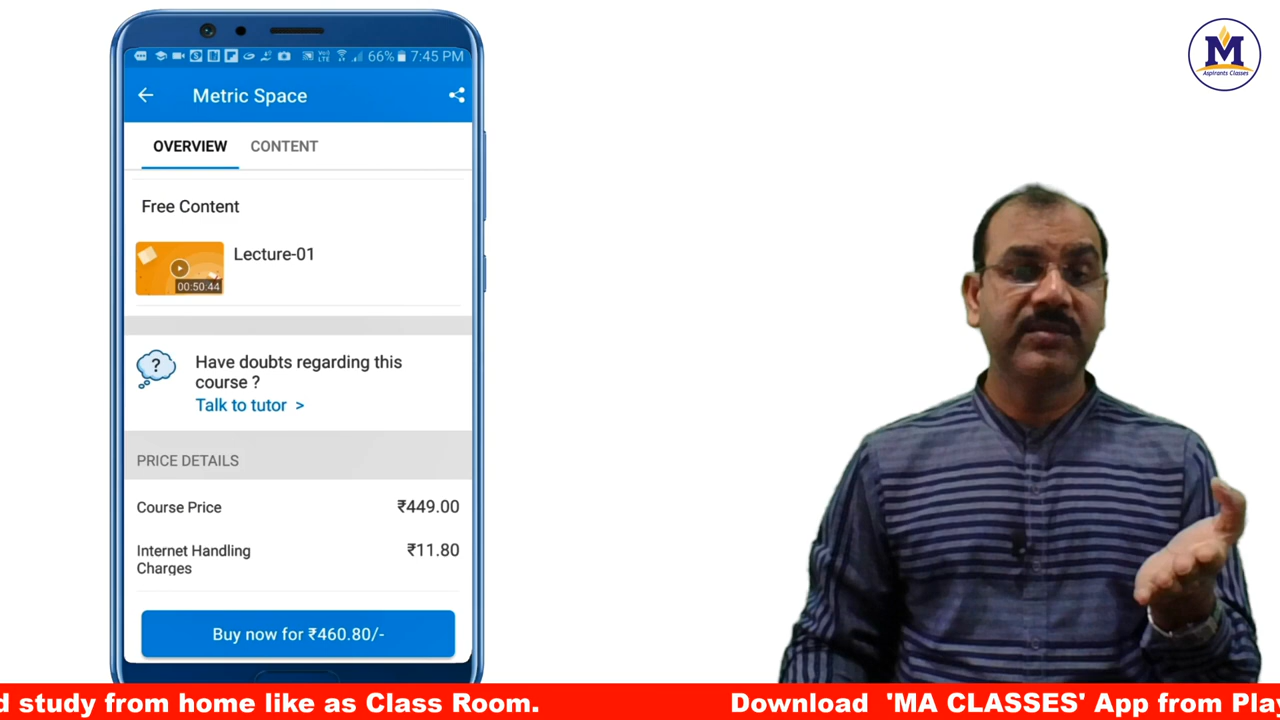 66% 7:45 PM
Metric Space
OVERVIEW CONTENT
Free Content
Lecture-01
00:50:44
Have doubts regarding this
course ?
Talk to tutor >
PRICE DETAILS
Course Price ₹449.00
Internet Handling ₹11.80
Charges
Buy now for ₹460.80/-
M
Aspirants Classes
d study from home like as Class Room. Download 'MA CLASSES' App from Play